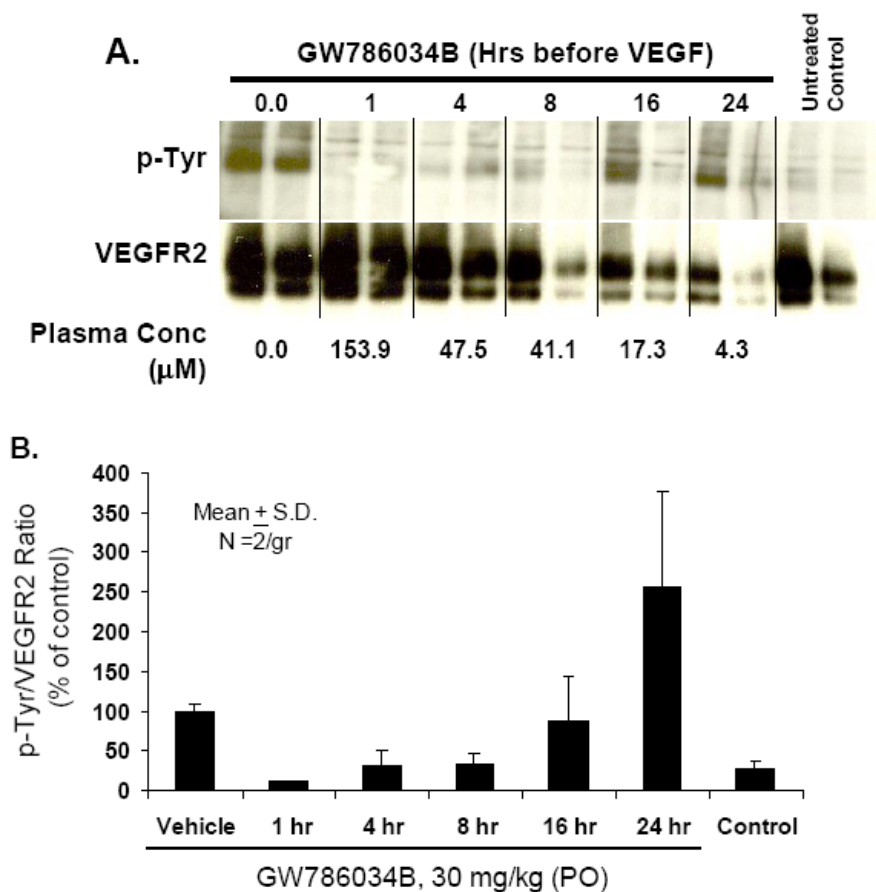 A.
GW786034B (Hrs before VEGF)
0.0 1 4 8 16 24
Untreated
Control
p-Tyr
VEGFR2
Plasma Conc
(μM)
0.0 153.9 47.5 41.1 17.3 4.3
B.
p-Tyr/VEGFR2 Ratio
(% of control)
400
350
300
250
200
150
100
50
0
Mean ± S.D.
N =2/gr
Vehicle 1 hr 4 hr 8 hr 16 hr 24 hr Control
GW786034B, 30 mg/kg (PO)